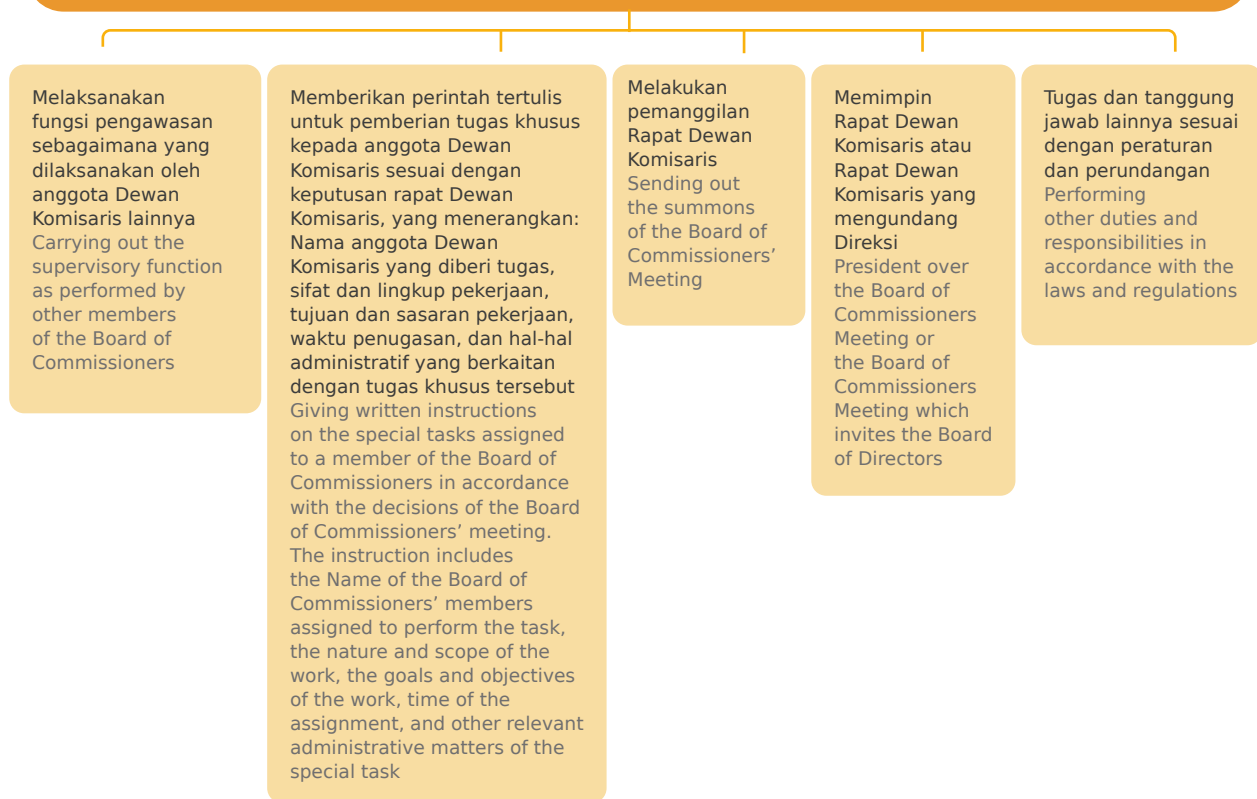 Melaksanakan
fungsi pengawasan
sebagaimana yang
dilaksanakan oleh
anggota Dewan
Komisaris lainnya
Carrying out the
supervisory function
as performed by
other members
of the Board of
Commissioners
Memberikan perintah tertulis
untuk pemberian tugas khusus
kepada anggota Dewan
Komisaris sesuai dengan
keputusan rapat Dewan
Komisaris, yang menerangkan:
Nama anggota Dewan
Komisaris yang diberi tugas,
sifat dan lingkup pekerjaan,
tujuan dan sasaran pekerjaan,
waktu penugasan, dan hal-hal
administratif yang berkaitan
dengan tugas khusus tersebut
Giving written instructions
on the special tasks assigned
to a member of the Board of
Commissioners in accordance
with the decisions of the Board
of Commissioners’ meeting.
The instruction includes
the Name of the Board of
Commissioners’ members
assigned to perform the task,
the nature and scope of the
work, the goals and objectives
of the work, time of the
assignment, and other relevant
administrative matters of the
special task
Melakukan
pemanggilan
Rapat Dewan
Komisaris
Sending out
the summons
of the Board of
Commissioners’
Meeting
Memimpin
Rapat Dewan
Komisaris atau
Rapat Dewan
Komisaris yang
mengundang
Direksi
President over
the Board of
Commissioners
Meeting or
the Board of
Commissioners
Meeting which
invites the Board
of Directors
Tugas dan tanggung
jawab lainnya sesuai
dengan peraturan
dan perundangan
Performing
other duties and
responsibilities in
accordance with the
laws and regulations